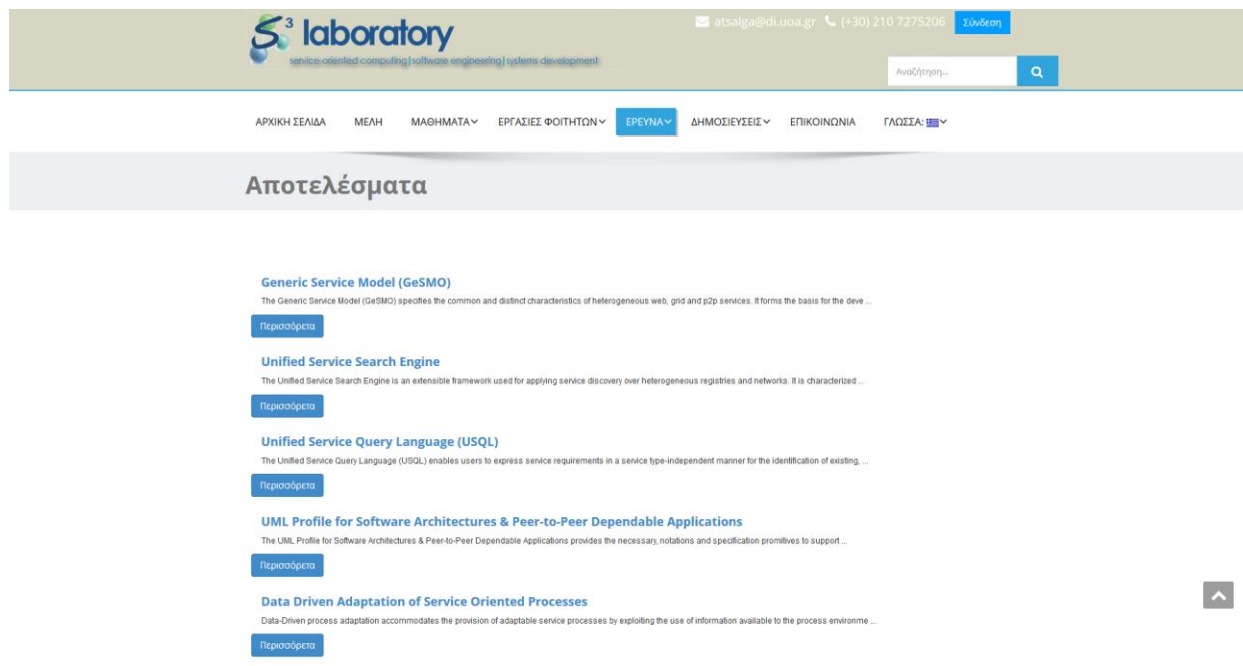 S3 laboratory
service-oriented computing|software engineering|systems development
atsalga@di.uoa.gr (+30) 210 7275206 Σύνδεση
Αναζήτηση...
ΑΡΧΙΚΗ ΣΕΛΙΔΑ ΜΕΛΗ ΜΑΘΗΜΑΤΑ ΕΡΓΑΣΙΕΣ ΦΟΙΤΗΤΩΝ ΕΡΕΥΝΑ ΔΗΜΟΣΙΕΥΣΕΙΣ ΕΠΙΚΟΙΝΩΝΙΑ ΓΛΩΣΣΑ:
Αποτελέσματα
Generic Service Model (GeSMO)
The Generic Service Model (GeSMO) specifies the common and distinct characteristics of heterogeneous web, grid and p2p services. It forms the basis for the deve ...
Περισσόρετα
Unified Service Search Engine
The Unified Service Search Engine is an extensible framework used for applying service discovery over heterogeneous registries and networks. It is characterized ...
Περισσόρετα
Unified Service Query Language (USQL)
The Unified Service Query Language (USQL) enables users to express service requirements in a service type-independent manner for the identification of existing, ...
Περισσόρετα
UML Profile for Software Architectures & Peer-to-Peer Dependable Applications
The UML Profile for Software Architectures & Peer-to-Peer Dependable Applications provides the necessary, notations and specification promitives to support ...
Περισσόρετα
Data Driven Adaptation of Service Oriented Processes
Data-Driven process adaptation accommodates the provision of adaptable service processes by exploiting the use of information available to the process environme ...
Περισσόρετα